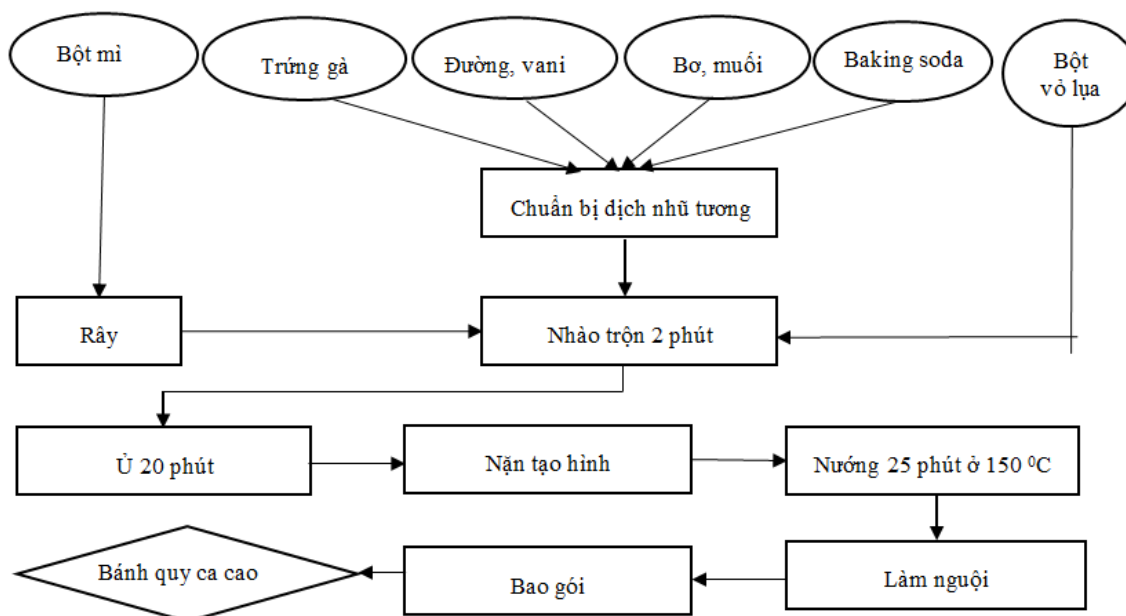 Bột mì
Trứng gà
Đường, vani
Bơ, muối
Baking soda
Bột
vỏ lụa
Chuẩn bị dịch nhũ tương
Rây
Nhào trộn 2 phút
Ủ 20 phút
Nặn tạo hình
Nướng 25 phút ở 150 ⁰C
Bánh quy ca cao
Bao gói
Làm nguội